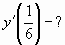 y'(1/6) - ?